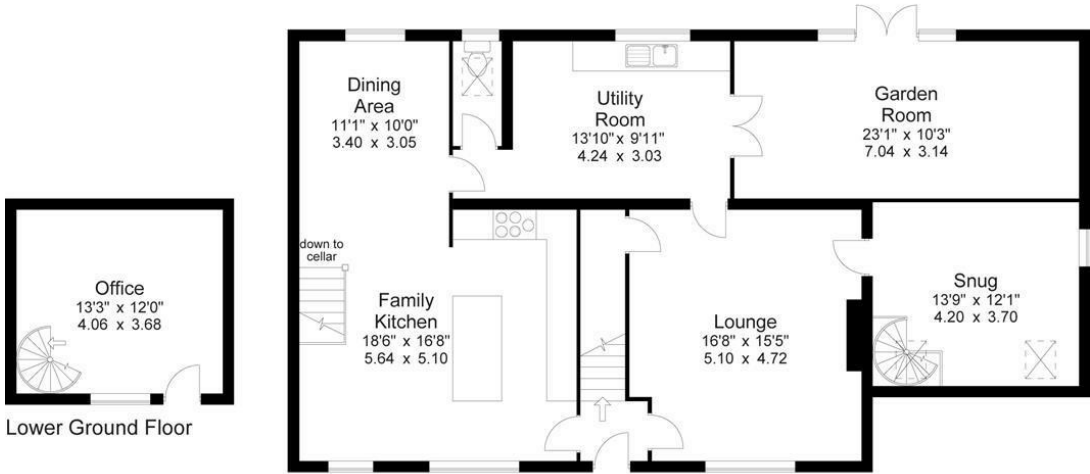 Dining
Area
11'1" x 10'0"
3.40 x 3.05
Utility
Room
13'10" x 9'11"
4.24 x 3.03
Garden
Room
23'1" x 10'3"
7.04 x 3.14
down to
cellar
Office
13'3" x 12'0"
4.06 x 3.68
Family
Kitchen
18'6" x 16'8"
5.64 x 5.10
Lounge
16'8" x 15'5"
5.10 x 4.72
Snug
13'9" x 12'1"
4.20 x 3.70
Lower Ground Floor